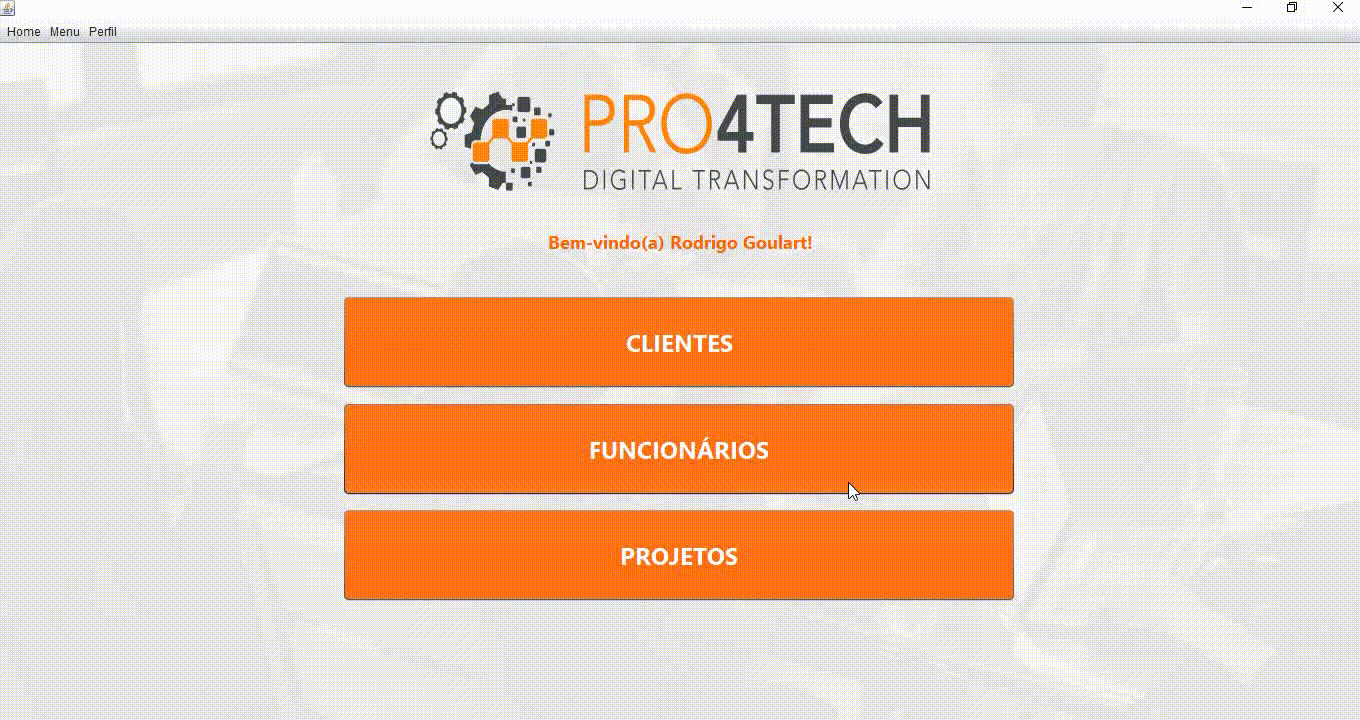 Home Menu Perfil
PRO4TECH
DIGITAL TRANSFORMATION
Bem-vindo(a) Rodrigo Goulart!
CLIENTES
FUNCIONÁRIOS
PROJETOS